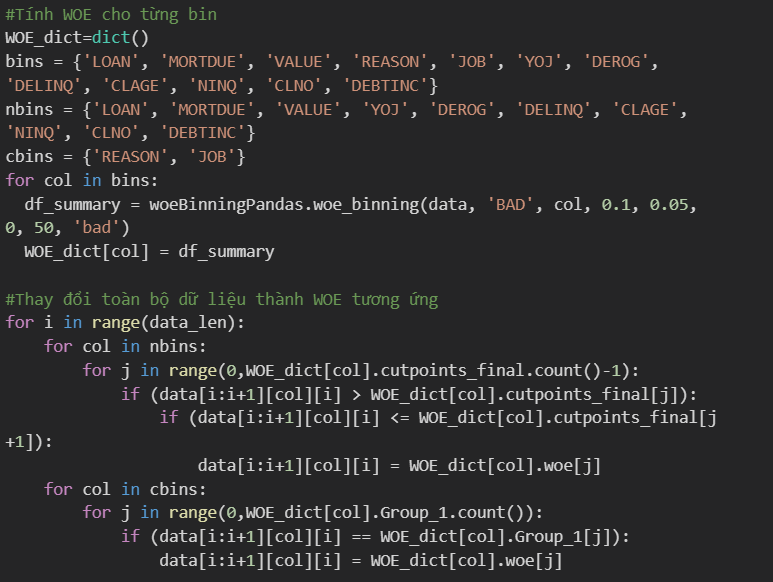 #Tính WOE cho từng bin
WOE_dict=dict()
bins = {'LOAN', 'MORTDUE', 'VALUE', 'REASON', 'JOB', 'YOJ', 'DEROG',
'DELINQ', 'CLAGE', 'NINQ', 'CLNO', 'DEBTINC'}
nbins = {'LOAN', 'MORTDUE', 'VALUE', 'YOJ', 'DEROG', 'DELINQ', 'CLAGE',
'NINQ', 'CLNO', 'DEBTINC'}
cbins = {'REASON', 'JOB'}
for col in bins:
  df_summary = woeBinningPandas.woe_binning(data, 'BAD', col, 0.1, 0.05,
0, 50, 'bad')
  WOE_dict[col] = df_summary

#Thay đổi toàn bộ dữ liệu thành WOE tương ứng
for i in range(data_len):
    for col in nbins:
        for j in range(0,WOE_dict[col].cutpoints_final.count()-1):
            if (data[i:i+1][col][i] > WOE_dict[col].cutpoints_final[j]):
                if (data[i:i+1][col][i] <= WOE_dict[col].cutpoints_final[j
+1]):
                    data[i:i+1][col][i] = WOE_dict[col].woe[j]
    for col in cbins:
        for j in range(0,WOE_dict[col].Group_1.count()):
            if (data[i:i+1][col][i] == WOE_dict[col].Group_1[j]):
                data[i:i+1][col][i] = WOE_dict[col].woe[j]